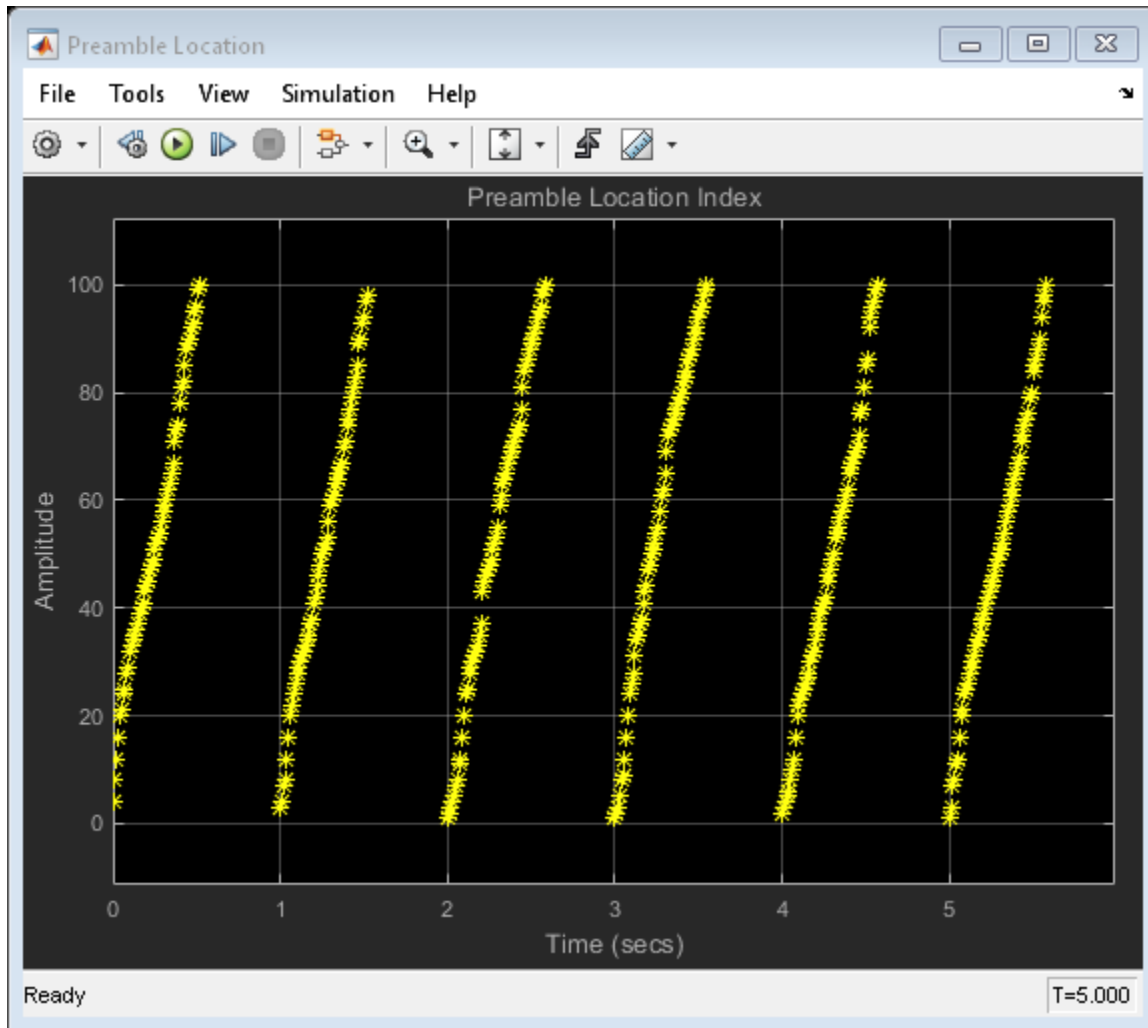 Preamble Location
File Tools View Simulation Help
Preamble Location Index
100
80
60
40
20
0
Amplitude
0 1 2 3 4 5
Time (secs)
Ready T=5.000